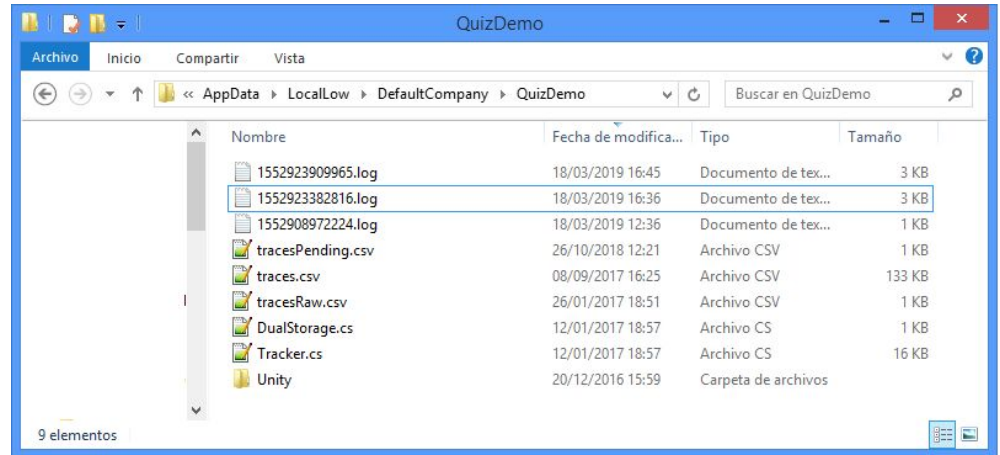 QuizDemo
Archivo Inicio Compartir Vista
« AppData LocalLow DefaultCompany QuizDemo Buscar en QuizDemo
Nombre Fecha de modifica... Tipo Tamaño
1552923909965.log 18/03/2019 16:45 Documento de tex... 3 KB
1552923382816.log 18/03/2019 16:36 Documento de tex... 3 KB
1552908972224.log 18/03/2019 12:36 Documento de tex... 1 KB
tracesPending.csv 26/10/2018 12:21 Archivo CSV 1 KB
traces.csv 08/09/2017 16:25 Archivo CSV 133 KB
tracesRaw.csv 26/01/2017 18:51 Archivo CSV 1 KB
DualStorage.cs 12/01/2017 18:57 Archivo CS 1 KB
Tracker.cs 12/01/2017 18:57 Archivo CS 16 KB
Unity 20/12/2016 15:59 Carpeta de archivos
9 elementos